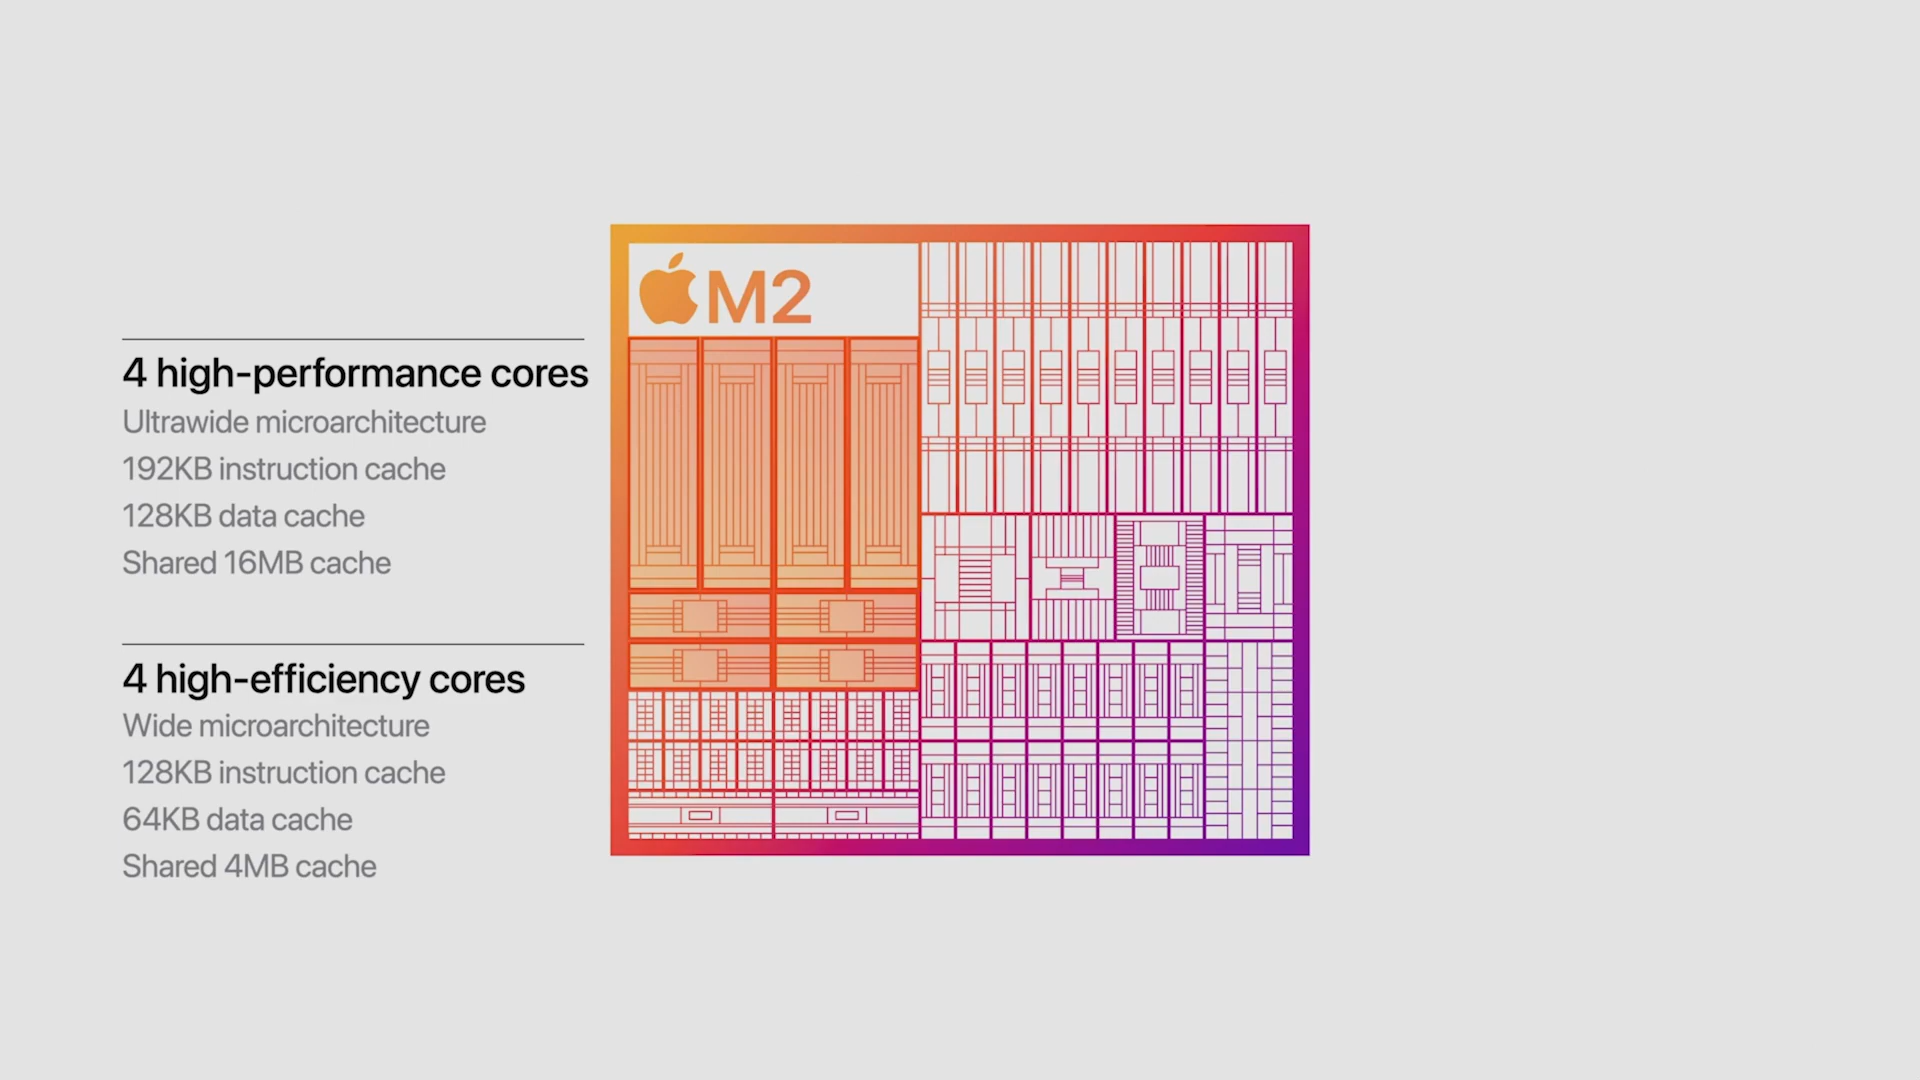 4 high-performance cores
Ultrawide microarchitecture
192KB instruction cache
128KB data cache
Shared 16MB cache
4 high-efficiency cores
Wide microarchitecture
128KB instruction cache
64KB data cache
Shared 4MB cache
M2